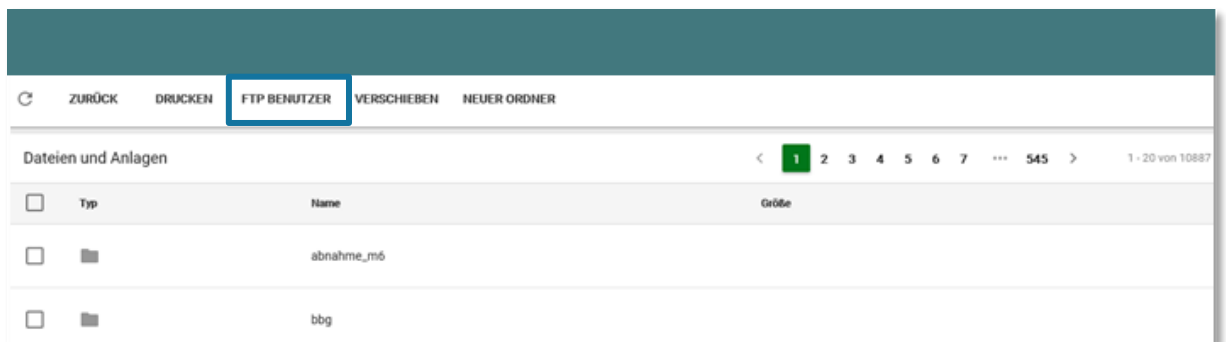 ZURÜCK DRUCKEN FTP BENUTZER VERSCHIEBEN NEUER ORDNER
Dateien und Anlagen < 1 2 3 4 5 6 7 ... 545 > 1 - 20 von 10887
Typ Name Größe
abnahme_m6
bbg